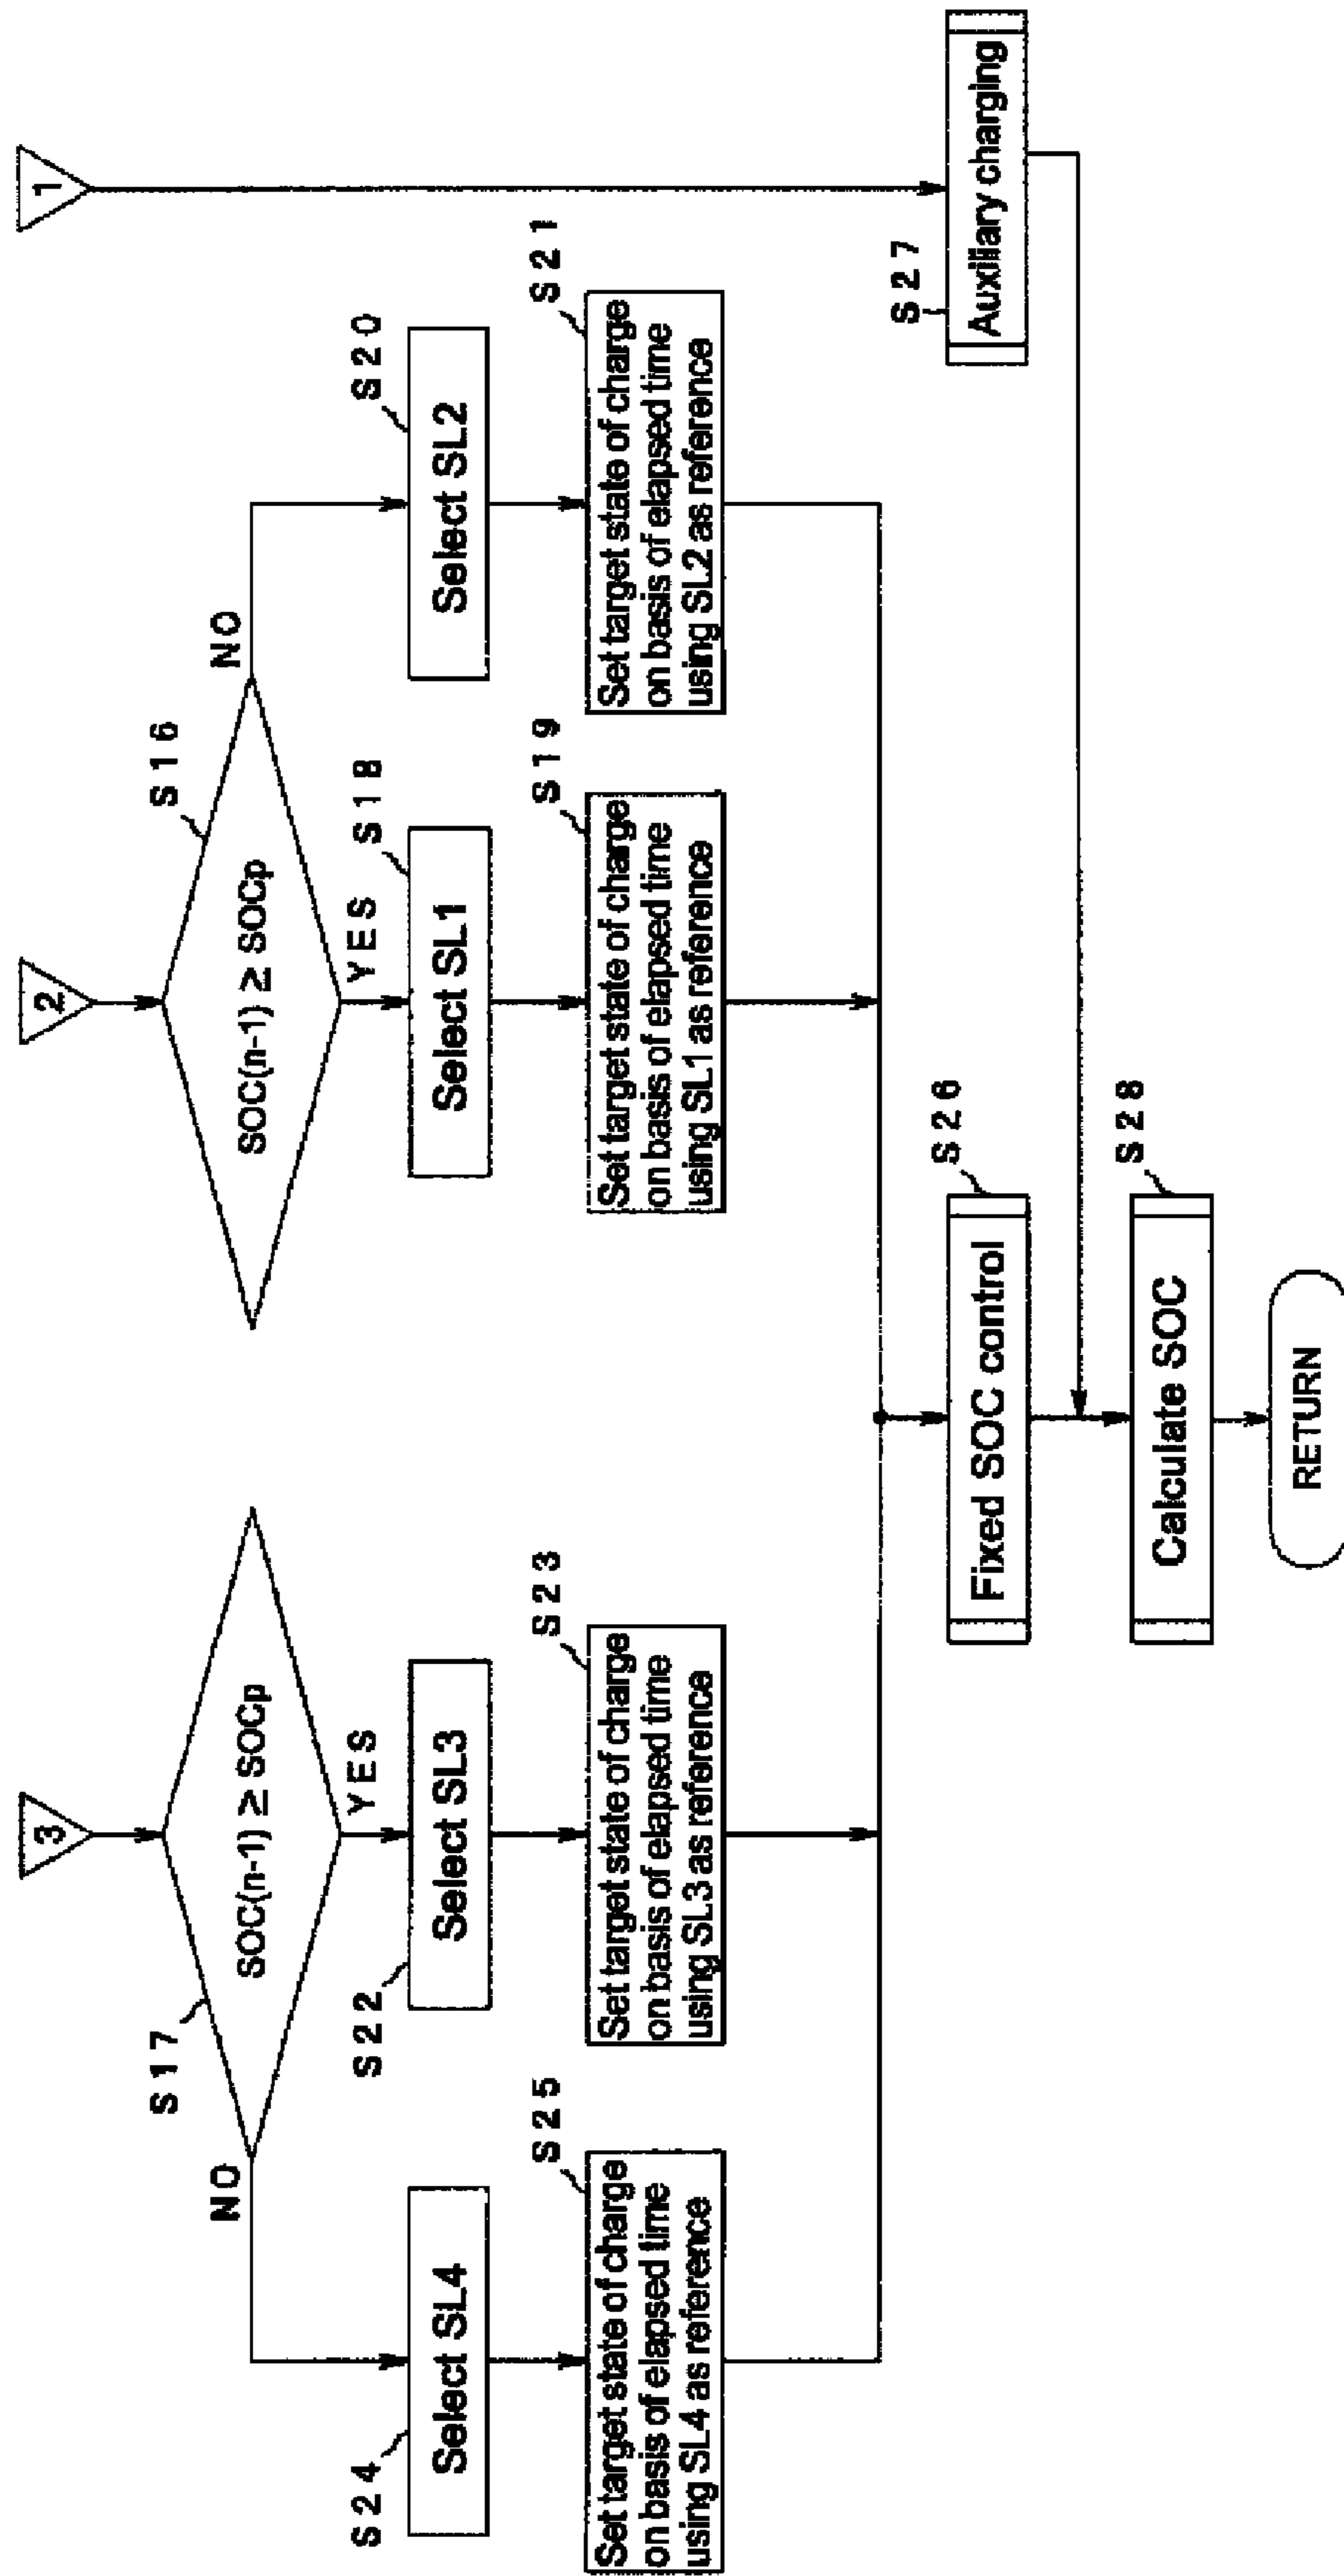 3
2
1
S17
SOC(n-1) ≥ SOCp
NO
YES
S16
SOC(n-1) ≥ SOCp
YES
NO
S24
Select SL4
S22
Select SL3
S18
Select SL1
S20
Select SL2
S25
Set target state of charge
on basis of elapsed time
using SL4 as reference
S23
Set target state of charge
on basis of elapsed time
using SL3 as reference
S19
Set target state of charge
on basis of elapsed time
using SL1 as reference
S21
Set target state of charge
on basis of elapsed time
using SL2 as reference
S26
Fixed SOC control
S27
Auxiliary charging
S28
Calculate SOC
RETURN